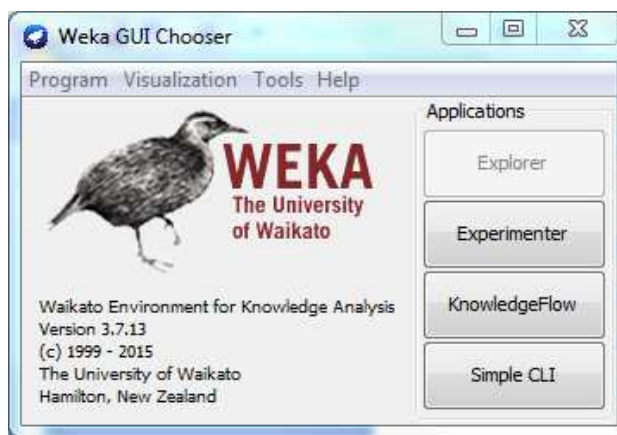 Weka GUI Chooser
Program Visualization Tools Help
WEKA
The University
of Waikato
Waikato Environment for Knowledge Analysis
Version 3.7.13
(c) 1999 - 2015
The University of Waikato
Hamilton, New Zealand
Applications
Explorer
Experimenter
KnowledgeFlow
Simple CLI